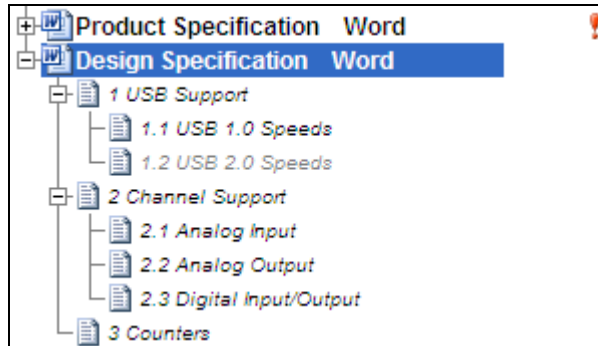 Product Specification Word
Design Specification Word
1 USB Support
1.1 USB 1.0 Speeds
1.2 USB 2.0 Speeds
2 Channel Support
2.1 Analog Input
2.2 Analog Output
2.3 Digital Input/Output
3 Counters